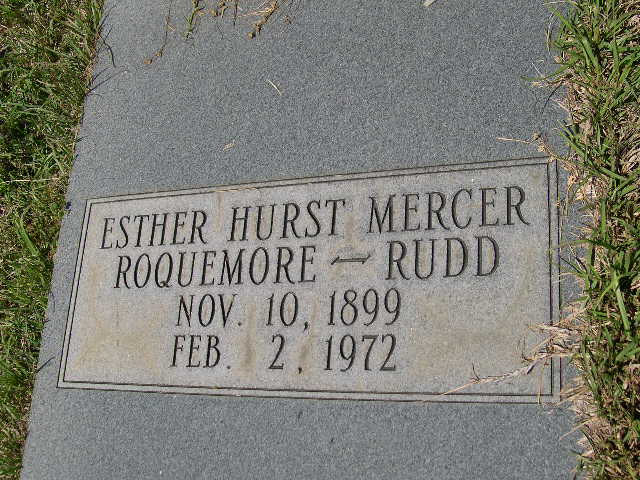 ESTHER HURST MERCER
ROQUEMORE — RUDD
NOV. 10, 1899
FEB. 2, 1972